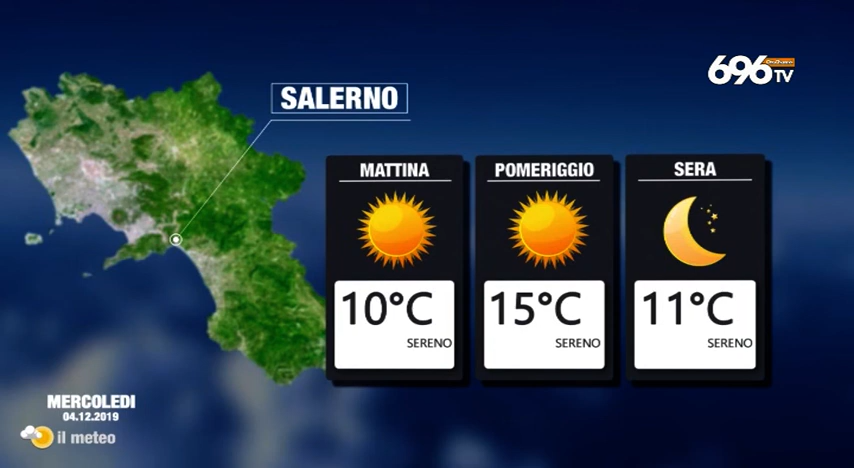 696 TV
SALERNO
MATTINA
10°C
SERENO
POMERIGGIO
15°C
SERENO
SERA
11°C
SERENO
MERCOLEDI
04.12.2019
il meteo